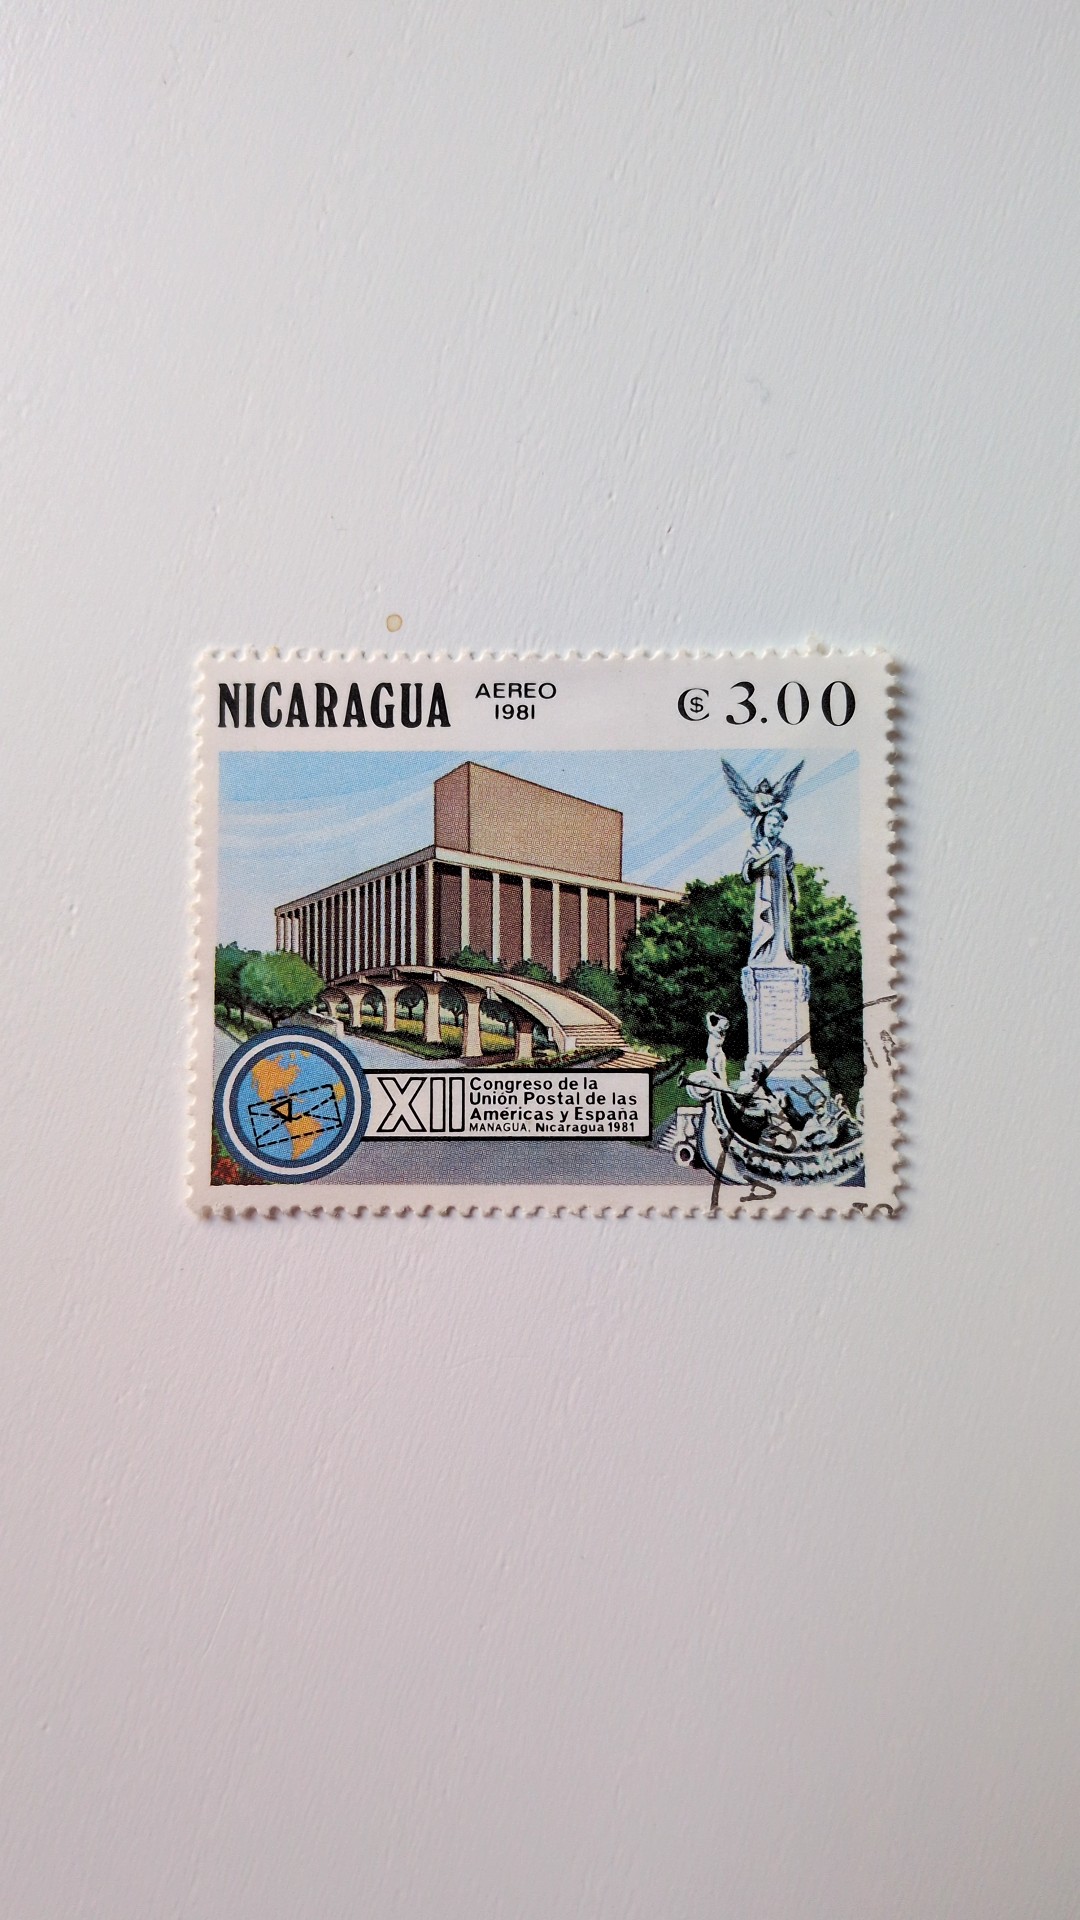 NICARAGUA
AEREO
1981
C$ 3.00
XII
Congreso de la
Unión Postal de las
Américas y España
MANAGUA, Nicaragua 1981